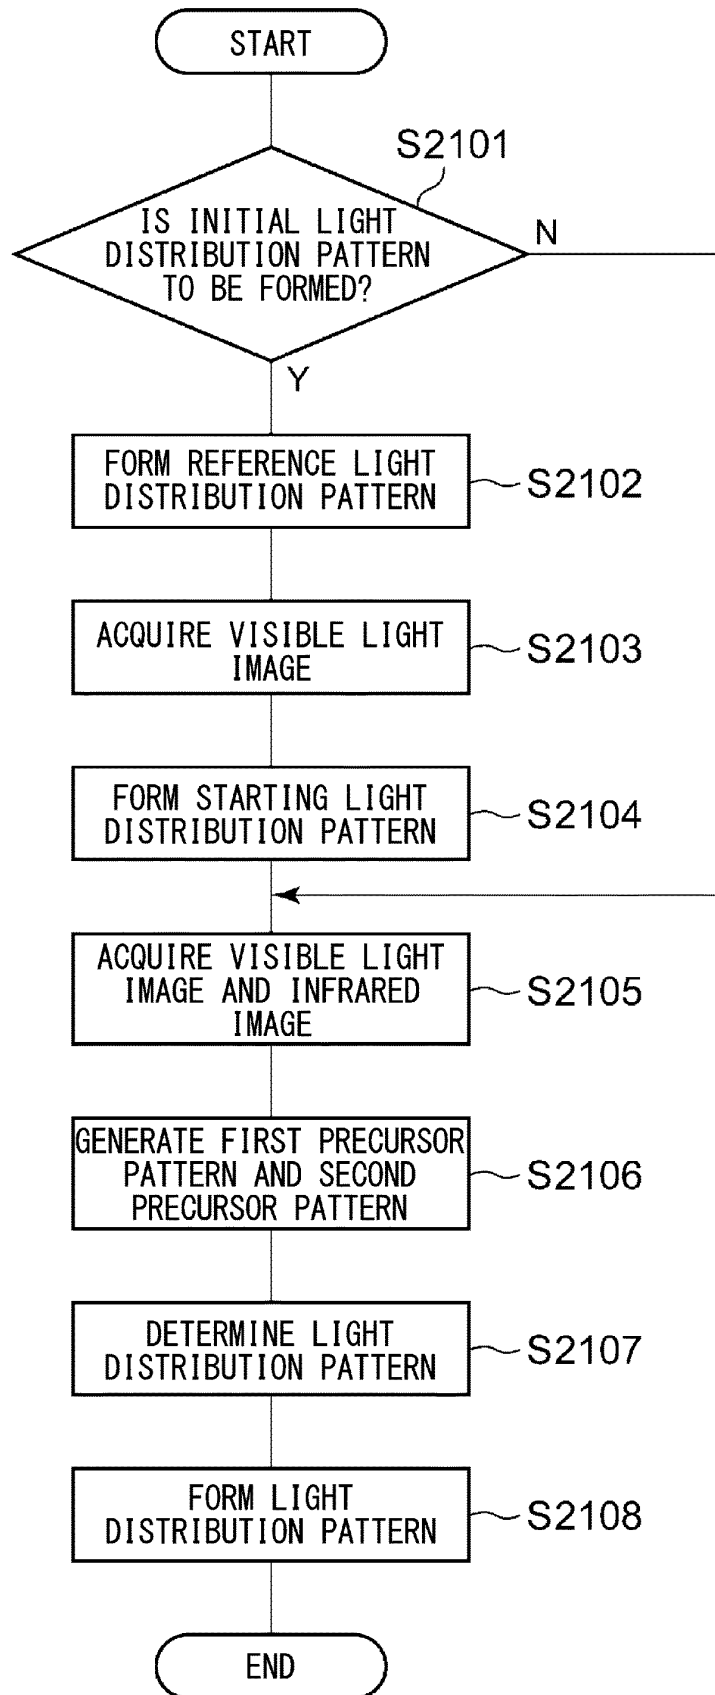 START
S2101
IS INITIAL LIGHT
DISTRIBUTION PATTERN
TO BE FORMED?
N
Y
FORM REFERENCE LIGHT
DISTRIBUTION PATTERN
S2102
ACQUIRE VISIBLE LIGHT
IMAGE
S2103
FORM STARTING LIGHT
DISTRIBUTION PATTERN
S2104
ACQUIRE VISIBLE LIGHT
IMAGE AND INFRARED
IMAGE
S2105
GENERATE FIRST PRECURSOR
PATTERN AND SECOND
PRECURSOR PATTERN
S2106
DETERMINE LIGHT
DISTRIBUTION PATTERN
S2107
FORM LIGHT
DISTRIBUTION PATTERN
S2108
END